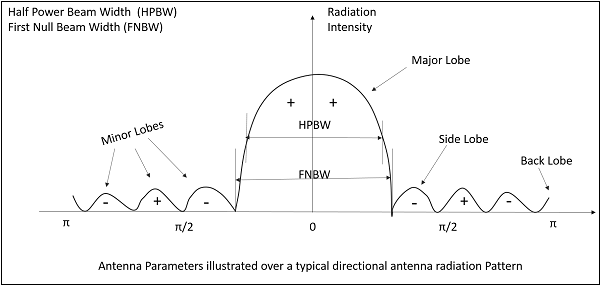 Half Power Beam Width (HPBW)
First Null Beam Width (FNBW)
Radiation
Intensity
Major Lobe
+ +
HPBW
Minor Lobes
Side Lobe
FNBW
Back Lobe
- + - - + -
π π/2 0 π/2 π
Antenna Parameters illustrated over a typical directional antenna radiation Pattern